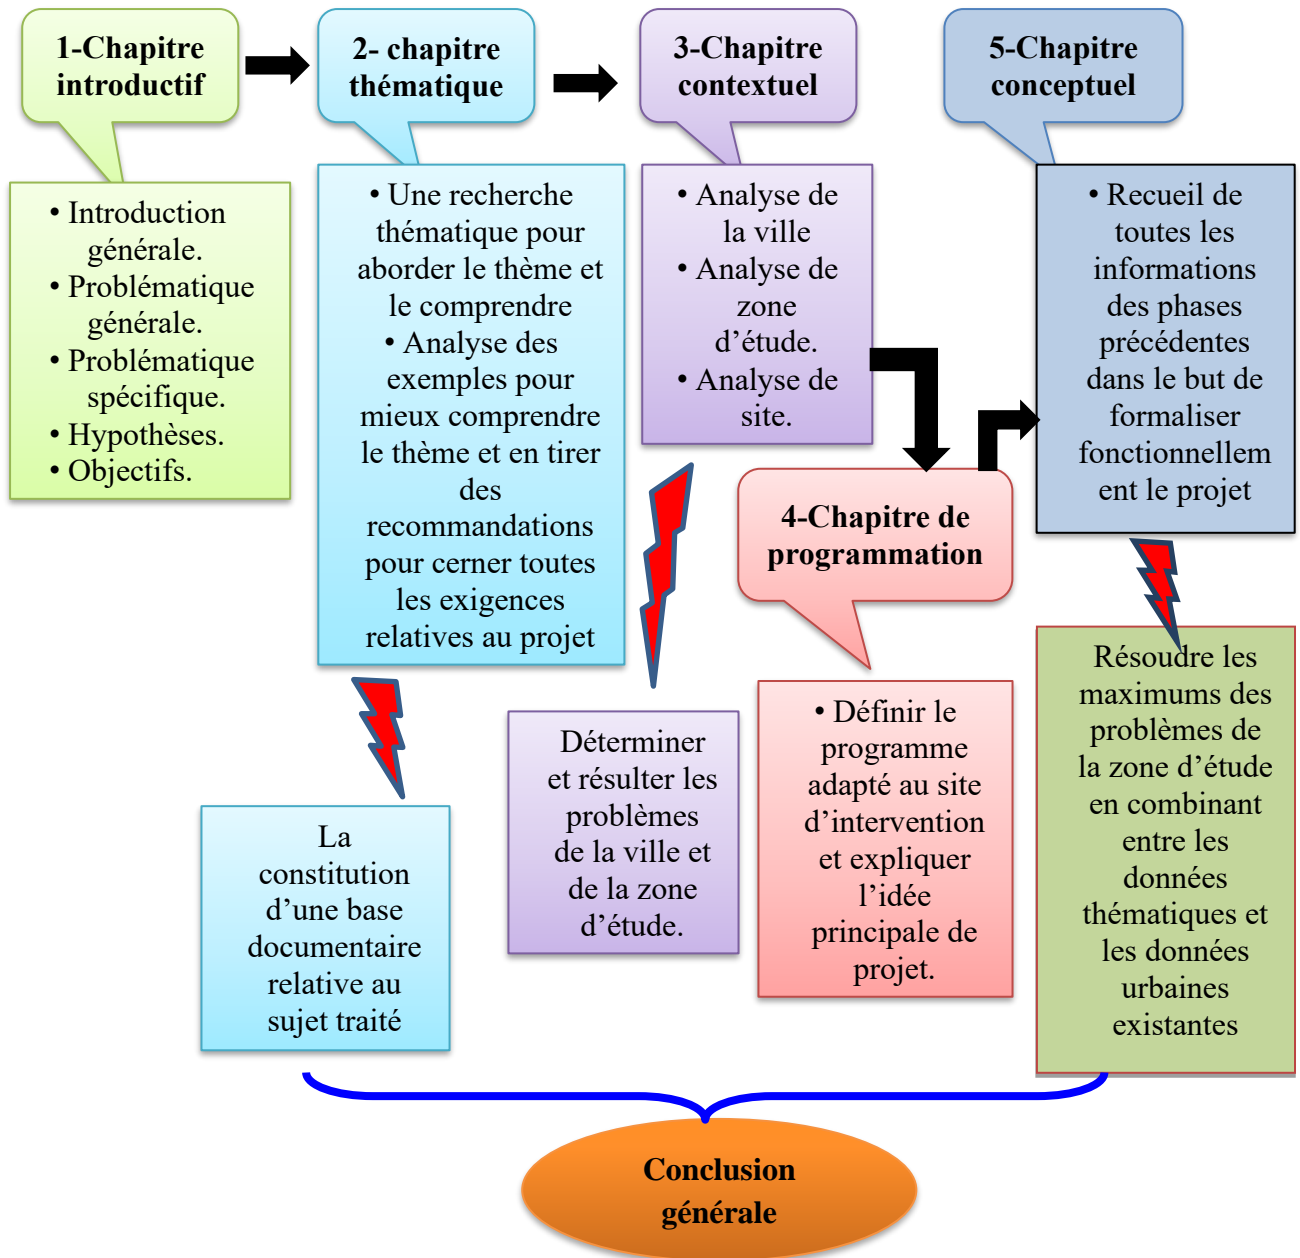 1-Chapitre
introductif
• Introduction
générale.
• Problématique
générale.
• Problématique
spécifique.
• Hypothèses.
• Objectifs.
2- chapitre
thématique
• Une recherche
thématique pour
aborder le thème et
le comprendre
• Analyse des
exemples pour
mieux comprendre
le thème et en tirer
des
recommandations
pour cerner toutes
les exigences
relatives au projet
La
constitution
d’une base
documentaire
relative au
sujet traité
3-Chapitre
contextuel
• Analyse de
la ville
• Analyse de
zone
d’étude.
• Analyse de
site.
Déterminer
et résulter les
problèmes
de la ville et
de la zone
d’étude.
4-Chapitre de
programmation
• Définir le
programme
adapté au site
d’intervention
et expliquer
l’idée
principale de
projet.
5-Chapitre
conceptuel
• Recueil de
toutes les
informations
des phases
précédentes
dans le but de
formaliser
fonctionnellem
ent le projet
Résoudre les
maximums des
problèmes de
la zone d’étude
en combinant
entre les
données
thématiques et
les données
urbaines
existantes
Conclusion
générale